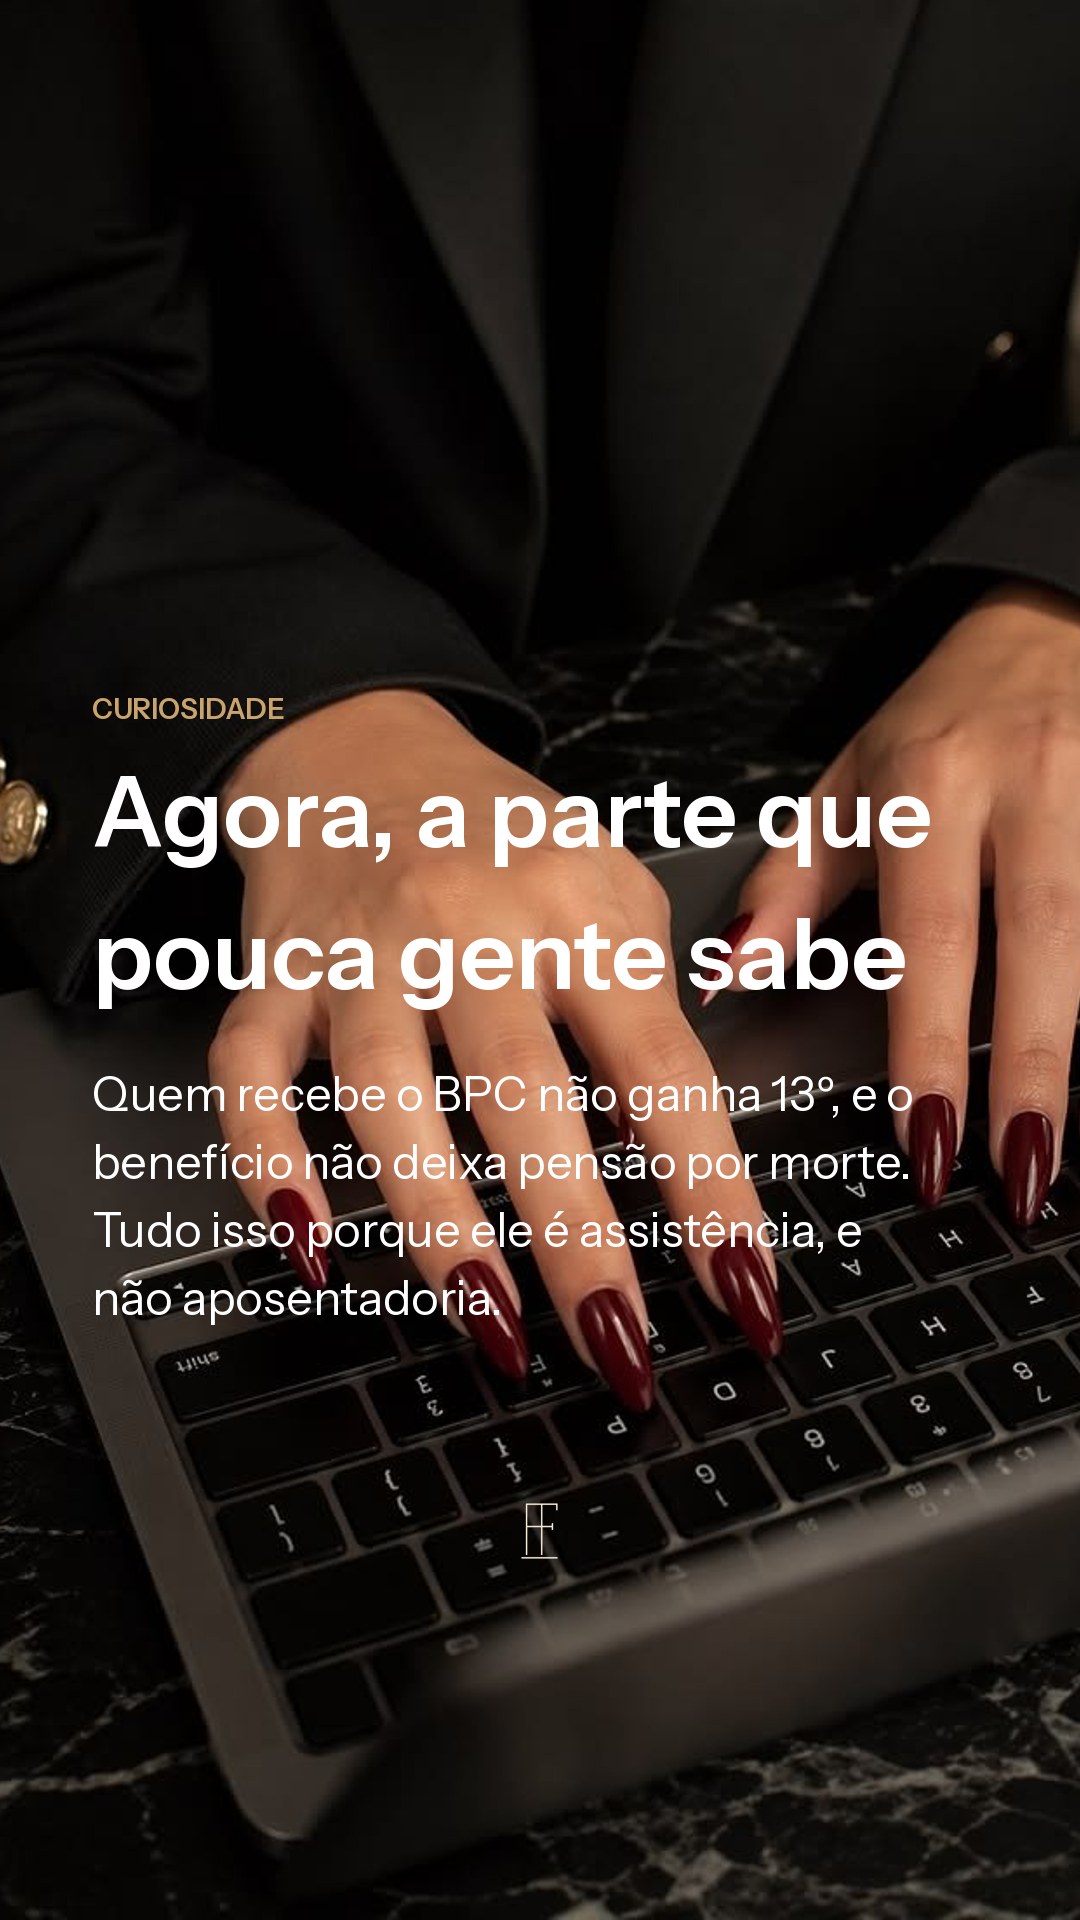 CURIOSIDADE
Agora, a parte que
pouca gente sabe
Quem recebe o BPC não ganha 13º, e o
benefício não deixa pensão por morte.
Tudo isso porque ele é assistência, e
não aposentadoria.
shift